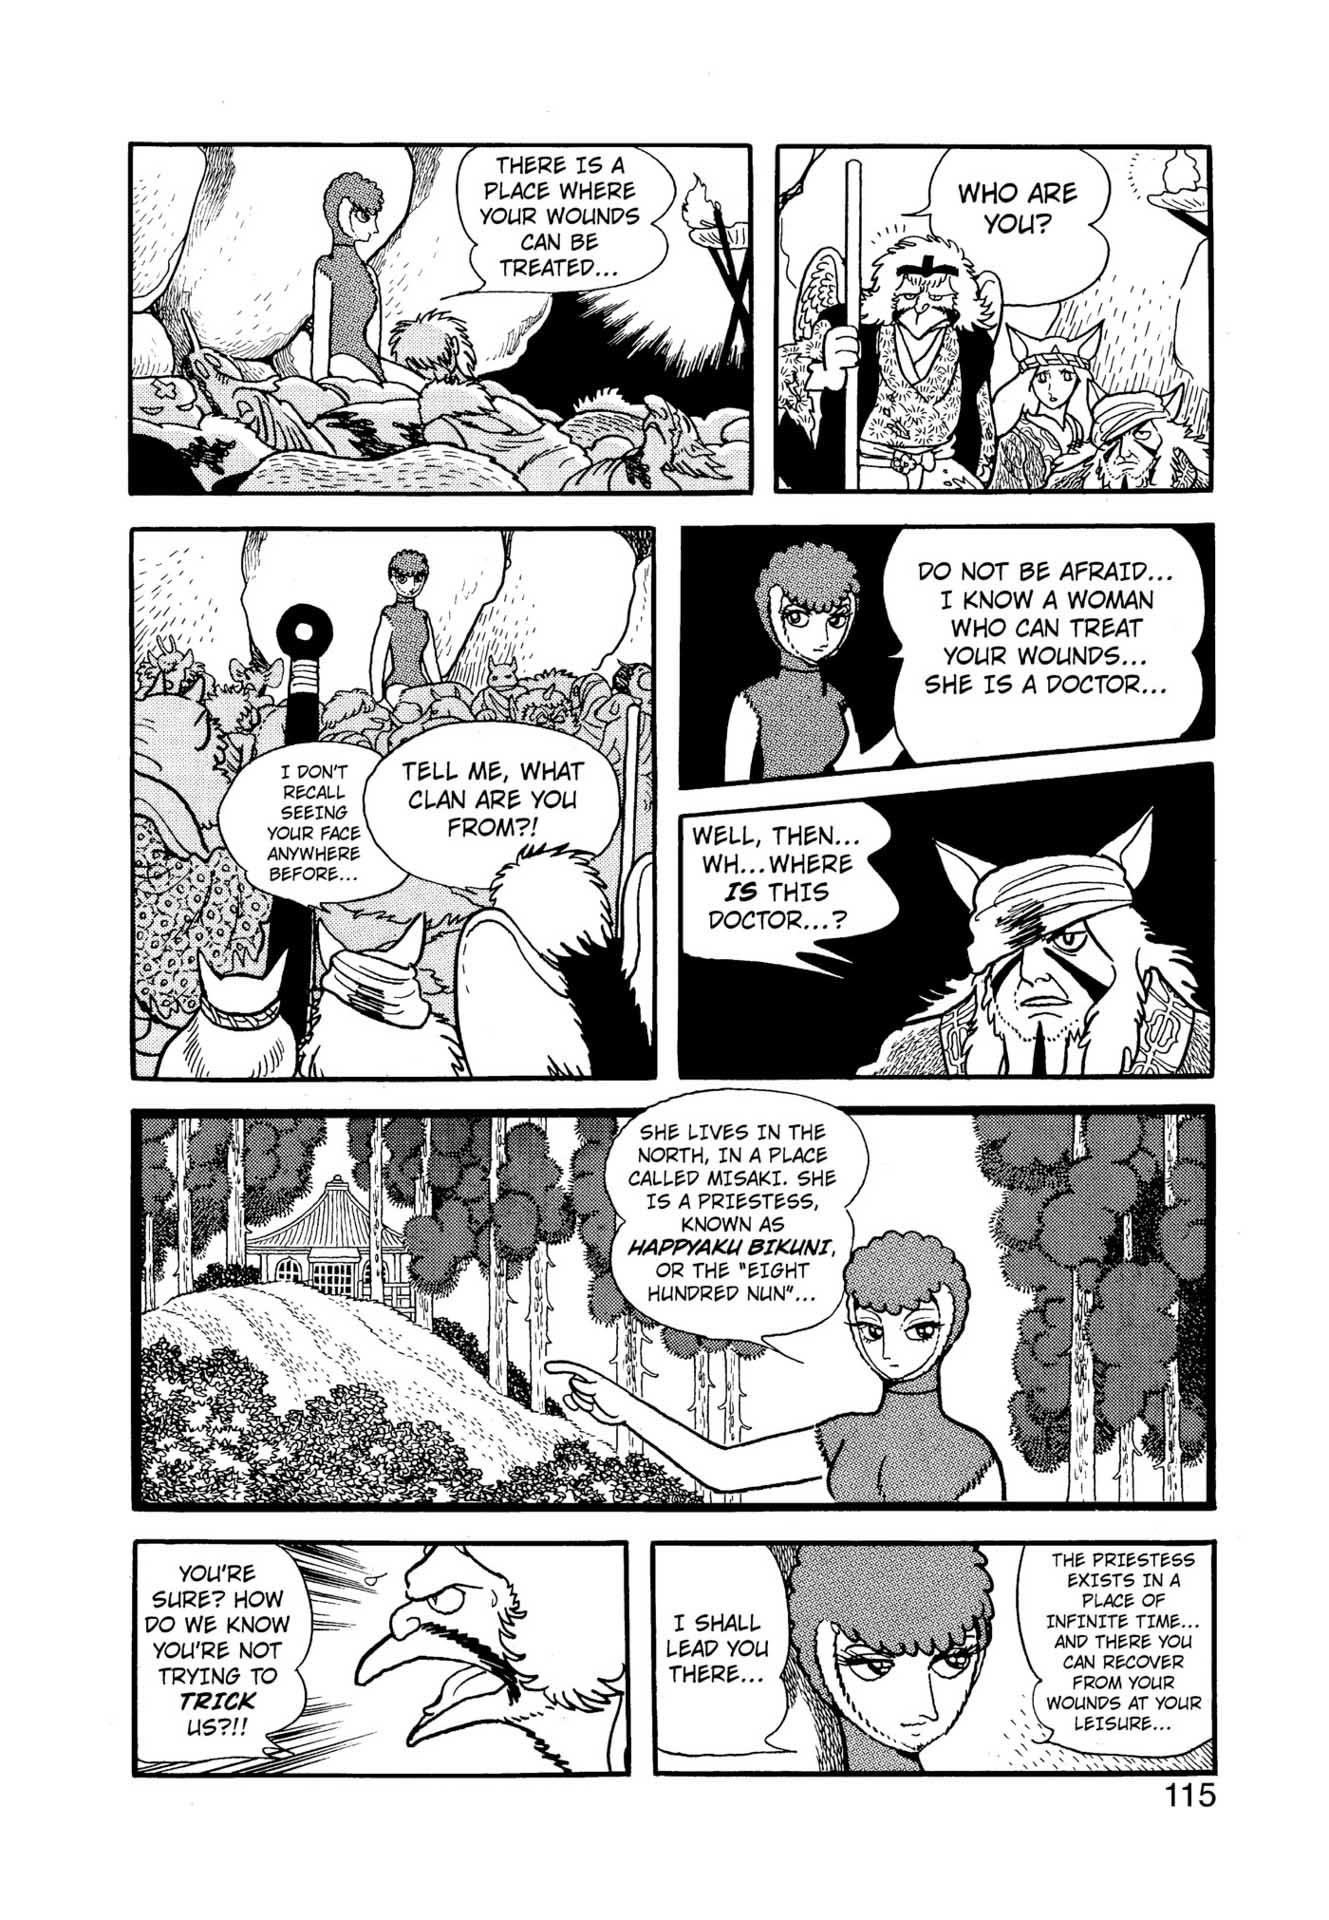 THERE IS A
PLACE WHERE
YOUR WOUNDS
CAN BE
TREATED...
WHO ARE
YOU?
I DON'T
RECALL
SEEING
YOUR FACE
ANYWHERE
BEFORE...
TELL ME, WHAT
CLAN ARE YOU
FROM?!
DO NOT BE AFRAID...
I KNOW A WOMAN
WHO CAN TREAT
YOUR WOUNDS...
SHE IS A DOCTOR...
WELL, THEN...
WH...WHERE
IS THIS
DOCTOR...?
SHE LIVES IN THE
NORTH, IN A PLACE
CALLED MISAKI. SHE
IS A PRIESTESS,
KNOWN AS
HAPPYAKU BIKUNI,
OR THE "EIGHT
HUNDRED NUN"...
YOU'RE
SURE? HOW
DO WE KNOW
YOU'RE NOT
TRYING TO
TRICK
US?!!
I SHALL
LEAD YOU
THERE...
THE PRIESTESS
EXISTS IN A
PLACE OF
INFINITE TIME...
AND THERE YOU
CAN RECOVER
FROM YOUR
WOUNDS AT YOUR
LEISURE...
115